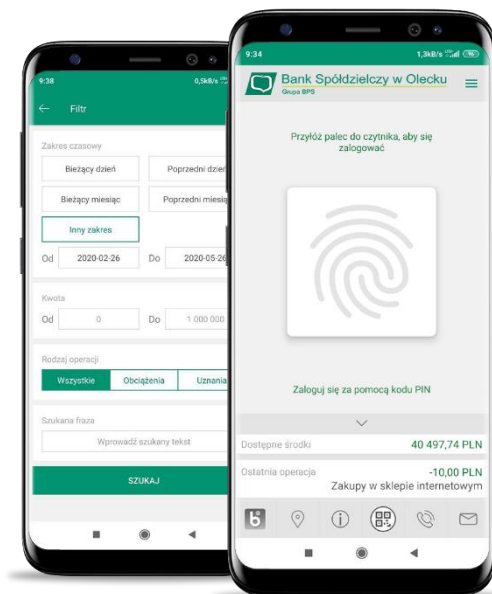 9:38
0,5kB/s
Filtr
Zakres czasowy
Bieżący dzień
Poprzedni dzień
Bieżący miesiąc
Poprzedni miesią
Inny zakres
Od
2020-02-26
Do
2020-05-26
Kwota
Od
0
Do
1 000 000
Rodzaj operacji
Wszystkie
Obciążenia
Uznania
Szukana fraza
Wprowadź szukany tekst
SZUKAJ
9:34
1,3kB/s
Bank Spółdzielczy w Olecku
Grupa BPS
Przyłóż palec do czytnika, aby się
zalogować
Zaloguj się za pomocą kodu PIN
Dostępne środki
40 497,74 PLN
Ostatnia operacja
-10,00 PLN
Zakupy w sklepie internetowym